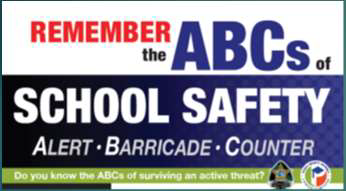 REMEMBER
the ABCs of
SCHOOL SAFETY
ALERT · BARRICADE · COUNTER
Do you know the ABCs of surviving an active threat?